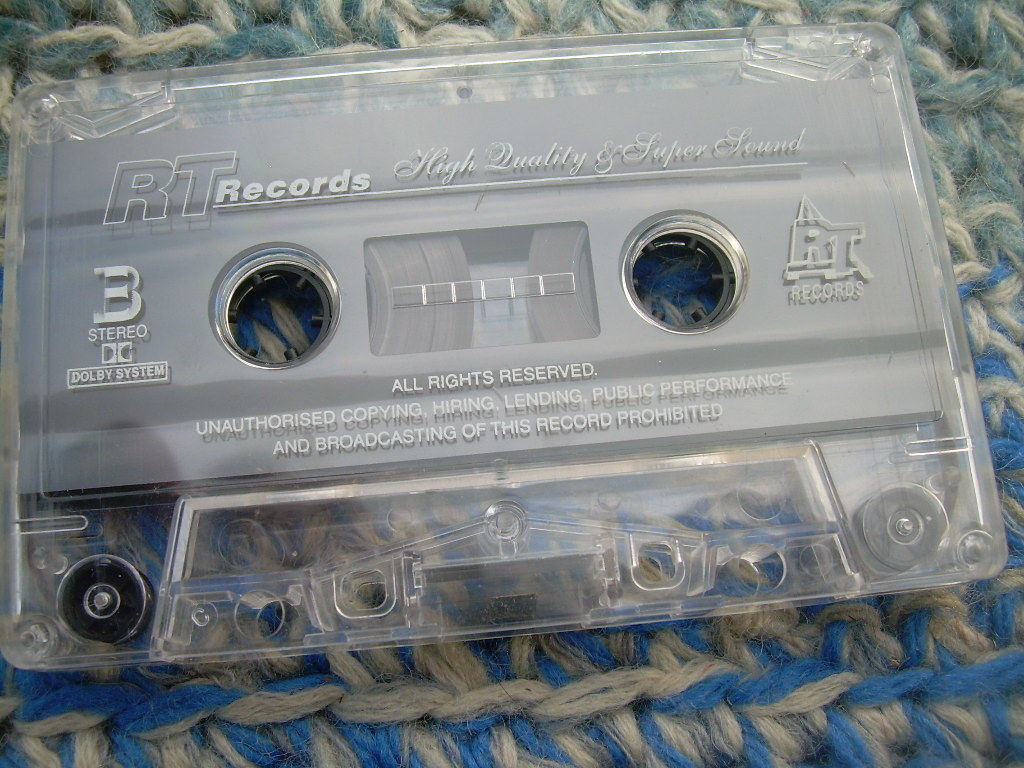 RT Records High Quality & Super Sound
RT
RECORDS
B
STEREO
DOLBY SYSTEM
ALL RIGHTS RESERVED.
UNAUTHORISED COPYING, HIRING, LENDING, PUBLIC PERFORMANCE
AND BROADCASTING OF THIS RECORD PROHIBITED